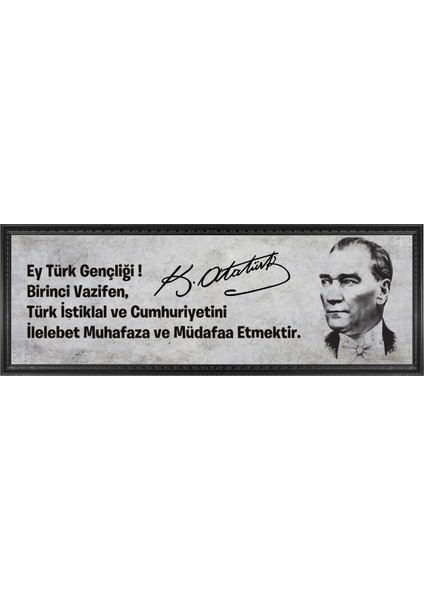 Ey Türk Gençliği !
Birinci Vazifen,
Türk İstiklal ve Cumhuriyetini
İlelebet Muhafaza ve Müdafaa Etmektir.
K. Atatürk